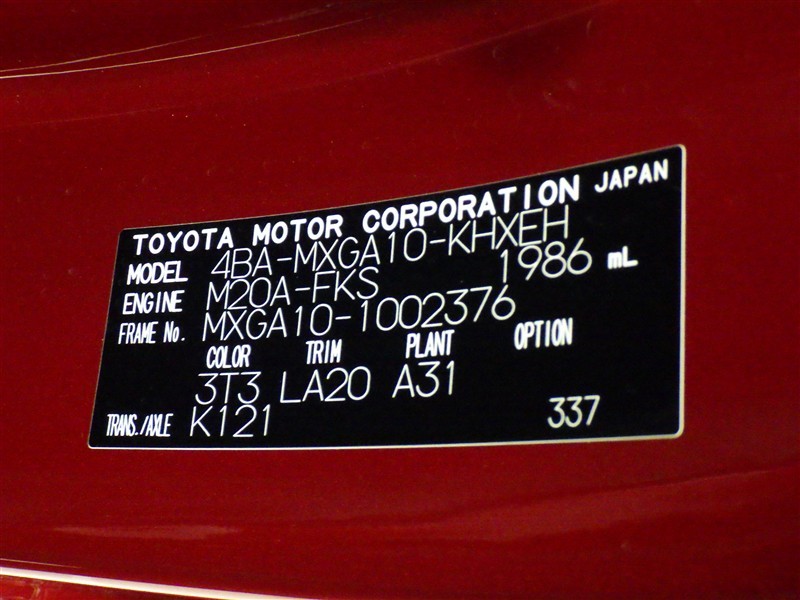 TOYOTA MOTOR CORPORATION JAPAN
MODEL 4BA-MXGA10-KHXEH
ENGINE M20A-FKS 1986 mL
FRAME No. MXGA10-1002376
COLOR TRIM PLANT OPTION
3T3 LA20 A31
TRANS./AXLE K121 337